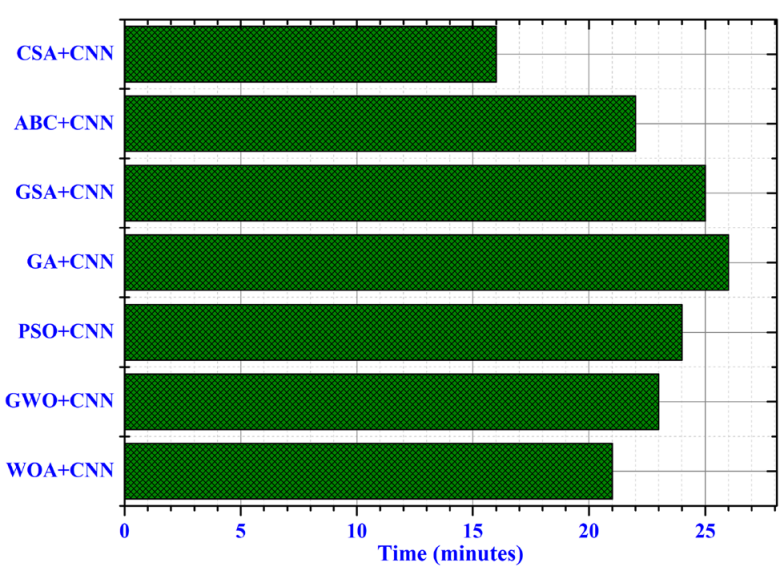 CSA+CNN
ABC+CNN
GSA+CNN
GA+CNN
PSO+CNN
GWO+CNN
WOA+CNN
0 5 10 15 20 25
Time (minutes)